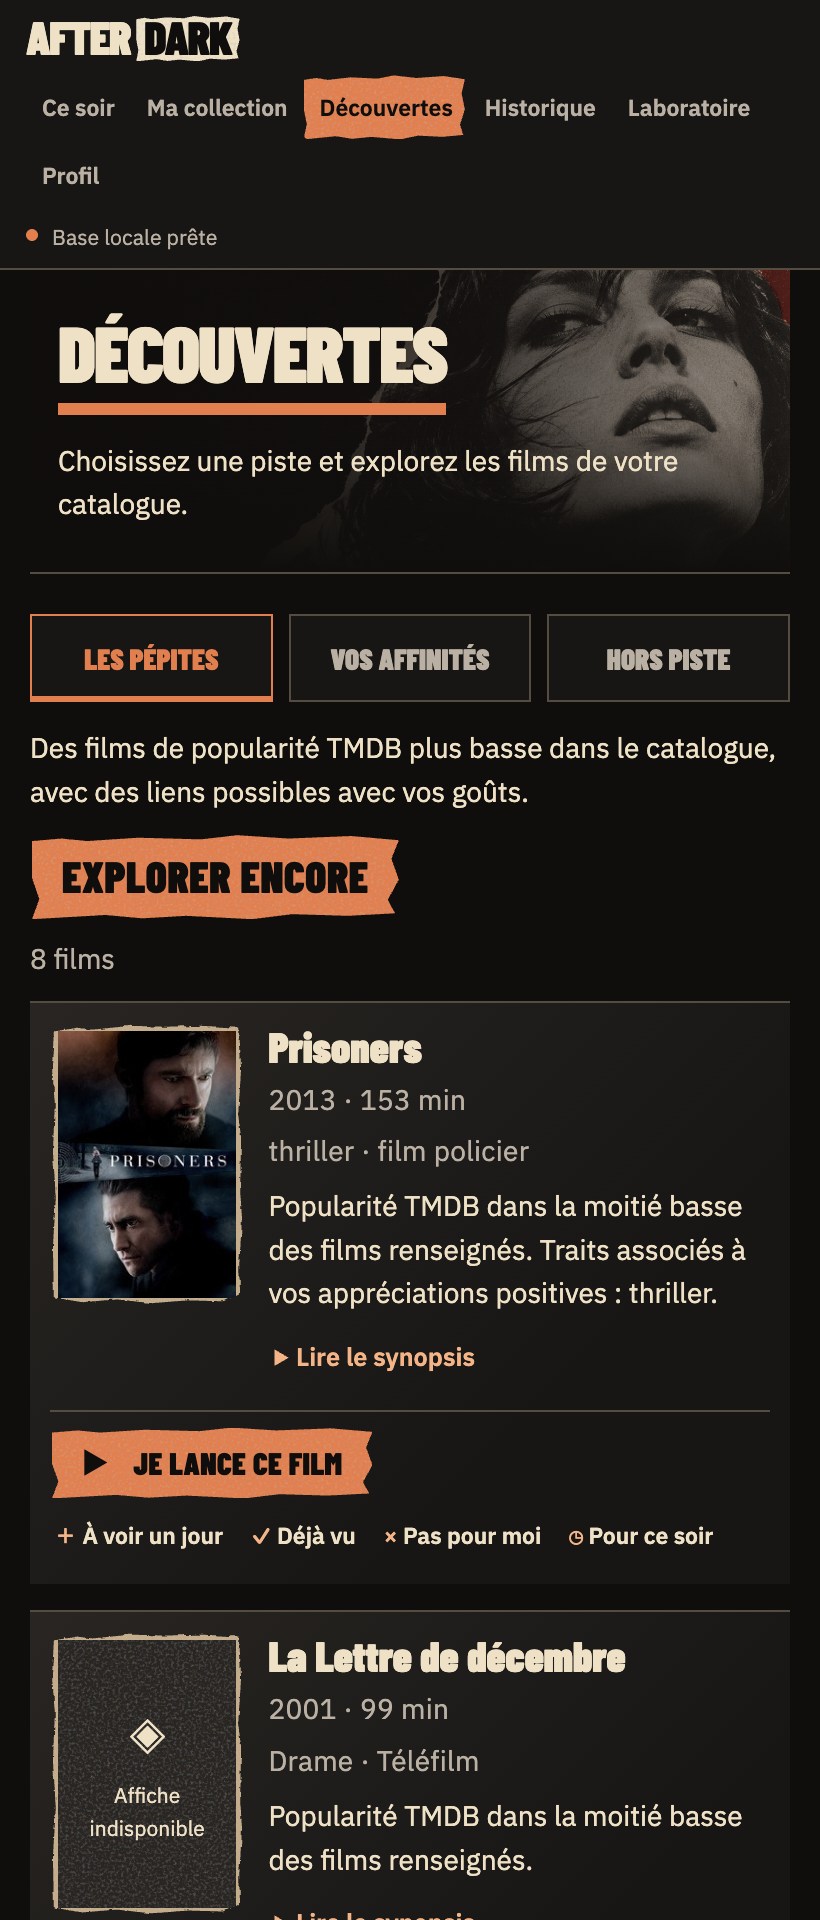 AFTER DARK
Ce soir Ma collection Découvertes Historique Laboratoire
Profil
Base locale prête
DÉCOUVERTES
Choisissez une piste et explorez les films de votre
catalogue.
LES PÉPITES VOS AFFINITÉS HORS PISTE
Des films de popularité TMDB plus basse dans le catalogue,
avec des liens possibles avec vos goûts.
EXPLORER ENCORE
8 films
PRISONERS
Prisoners
2013 · 153 min
thriller · film policier
Popularité TMDB dans la moitié basse
des films renseignés. Traits associés à
vos appréciations positives : thriller.
Lire le synopsis
JE LANCE CE FILM
À voir un jour Déjà vu Pas pour moi Pour ce soir
Affiche
indisponible
La Lettre de décembre
2001 · 99 min
Drame · Téléfilm
Popularité TMDB dans la moitié basse
des films renseignés.
Lire le synopsis